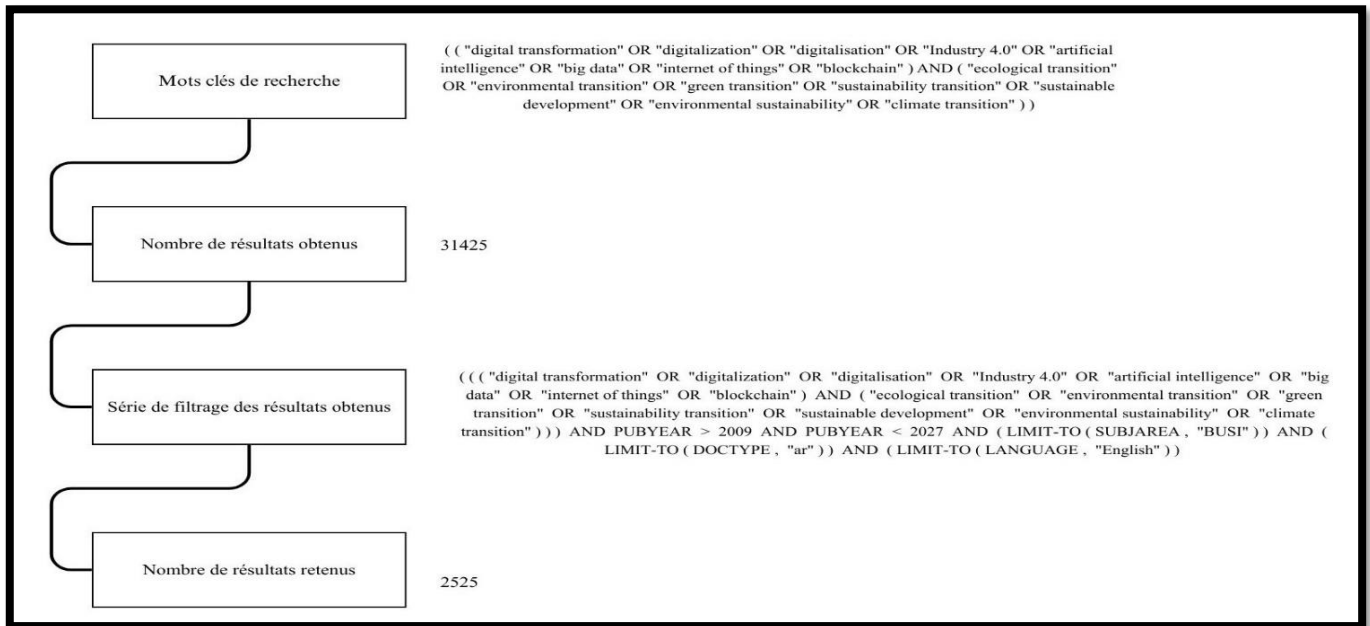 Mots clés de recherche
( ( "digital transformation" OR "digitalization" OR "digitalisation" OR "Industry 4.0" OR "artificial
intelligence" OR "big data" OR "internet of things" OR "blockchain" ) AND ( "ecological transition"
OR "environmental transition" OR "green transition" OR "sustainability transition" OR "sustainable
development" OR "environmental sustainability" OR "climate transition" ) )
Nombre de résultats obtenus
31425
Série de filtrage des résultats obtenus
( ( ( "digital transformation" OR "digitalization" OR "digitalisation" OR "Industry 4.0" OR "artificial intelligence" OR "big
data" OR "internet of things" OR "blockchain" ) AND ( "ecological transition" OR "environmental transition" OR "green
transition" OR "sustainability transition" OR "sustainable development" OR "environmental sustainability" OR "climate
transition" ) ) ) AND PUBYEAR > 2009 AND PUBYEAR < 2027 AND ( LIMIT-TO ( SUBJAREA , "BUSI" ) ) AND (
LIMIT-TO ( DOCTYPE , "ar" ) ) AND ( LIMIT-TO ( LANGUAGE , "English" ) )
Nombre de résultats retenus
2525